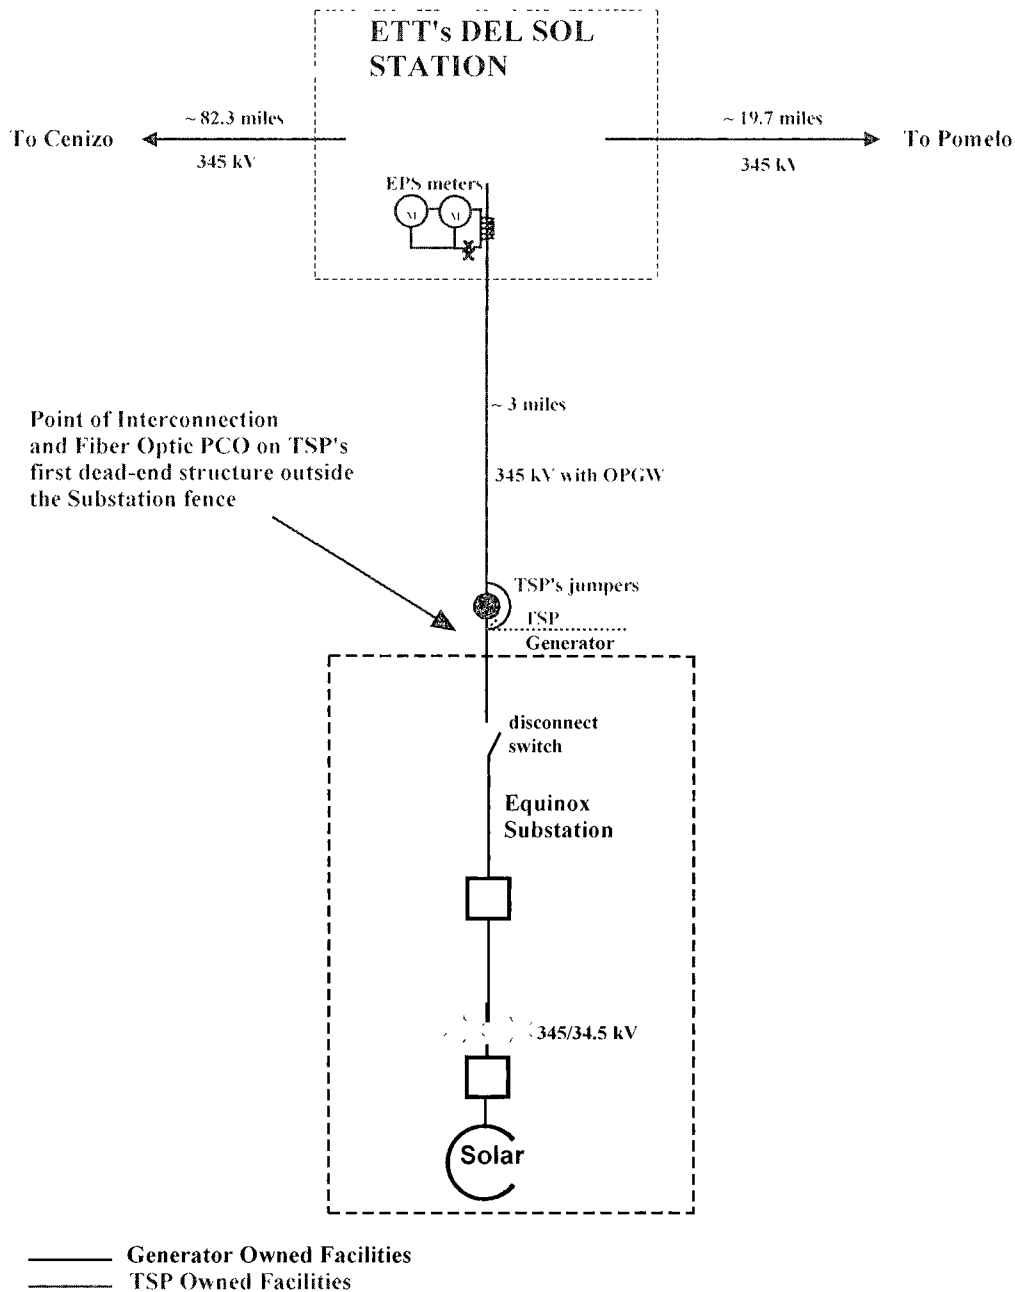 ETT's DEL SOL
STATION
~ 82.3 miles
~ 19.7 miles
To Cenizo
To Pomelo
345 kV
345 kV
EPS meters
M
M
~ 3 miles
Point of Interconnection
and Fiber Optic PCO on TSP's
first dead-end structure outside
the Substation fence
345 kV with OPGW
TSP's jumpers
TSP
Generator
disconnect
switch
Equinox
Substation
345/34.5 kV
Solar
Generator Owned Facilities
TSP Owned Facilities